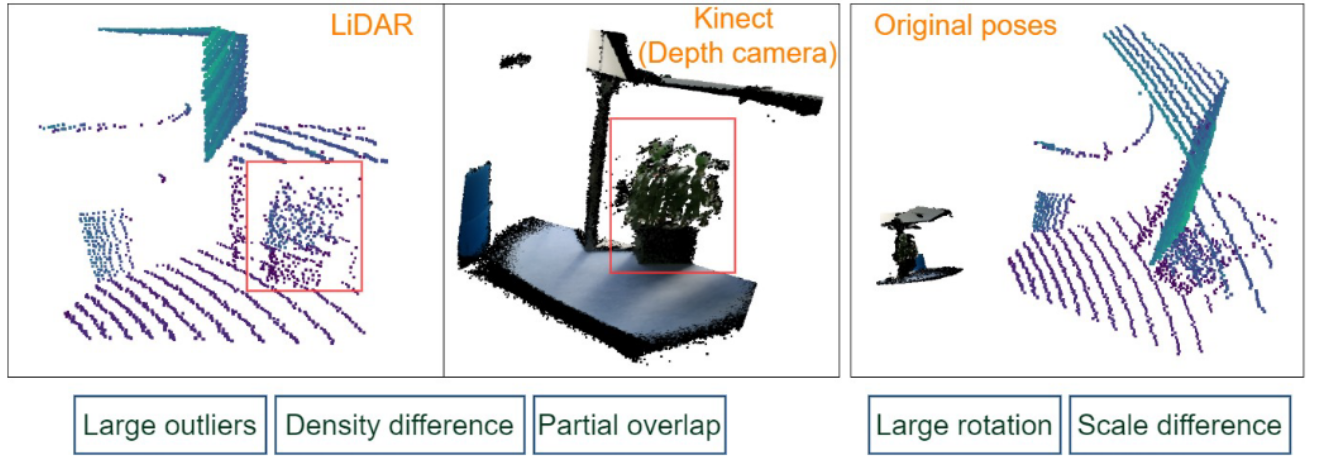 LiDAR
Kinect
(Depth camera)
Original poses
Large outliers
Density difference
Partial overlap
Large rotation
Scale difference